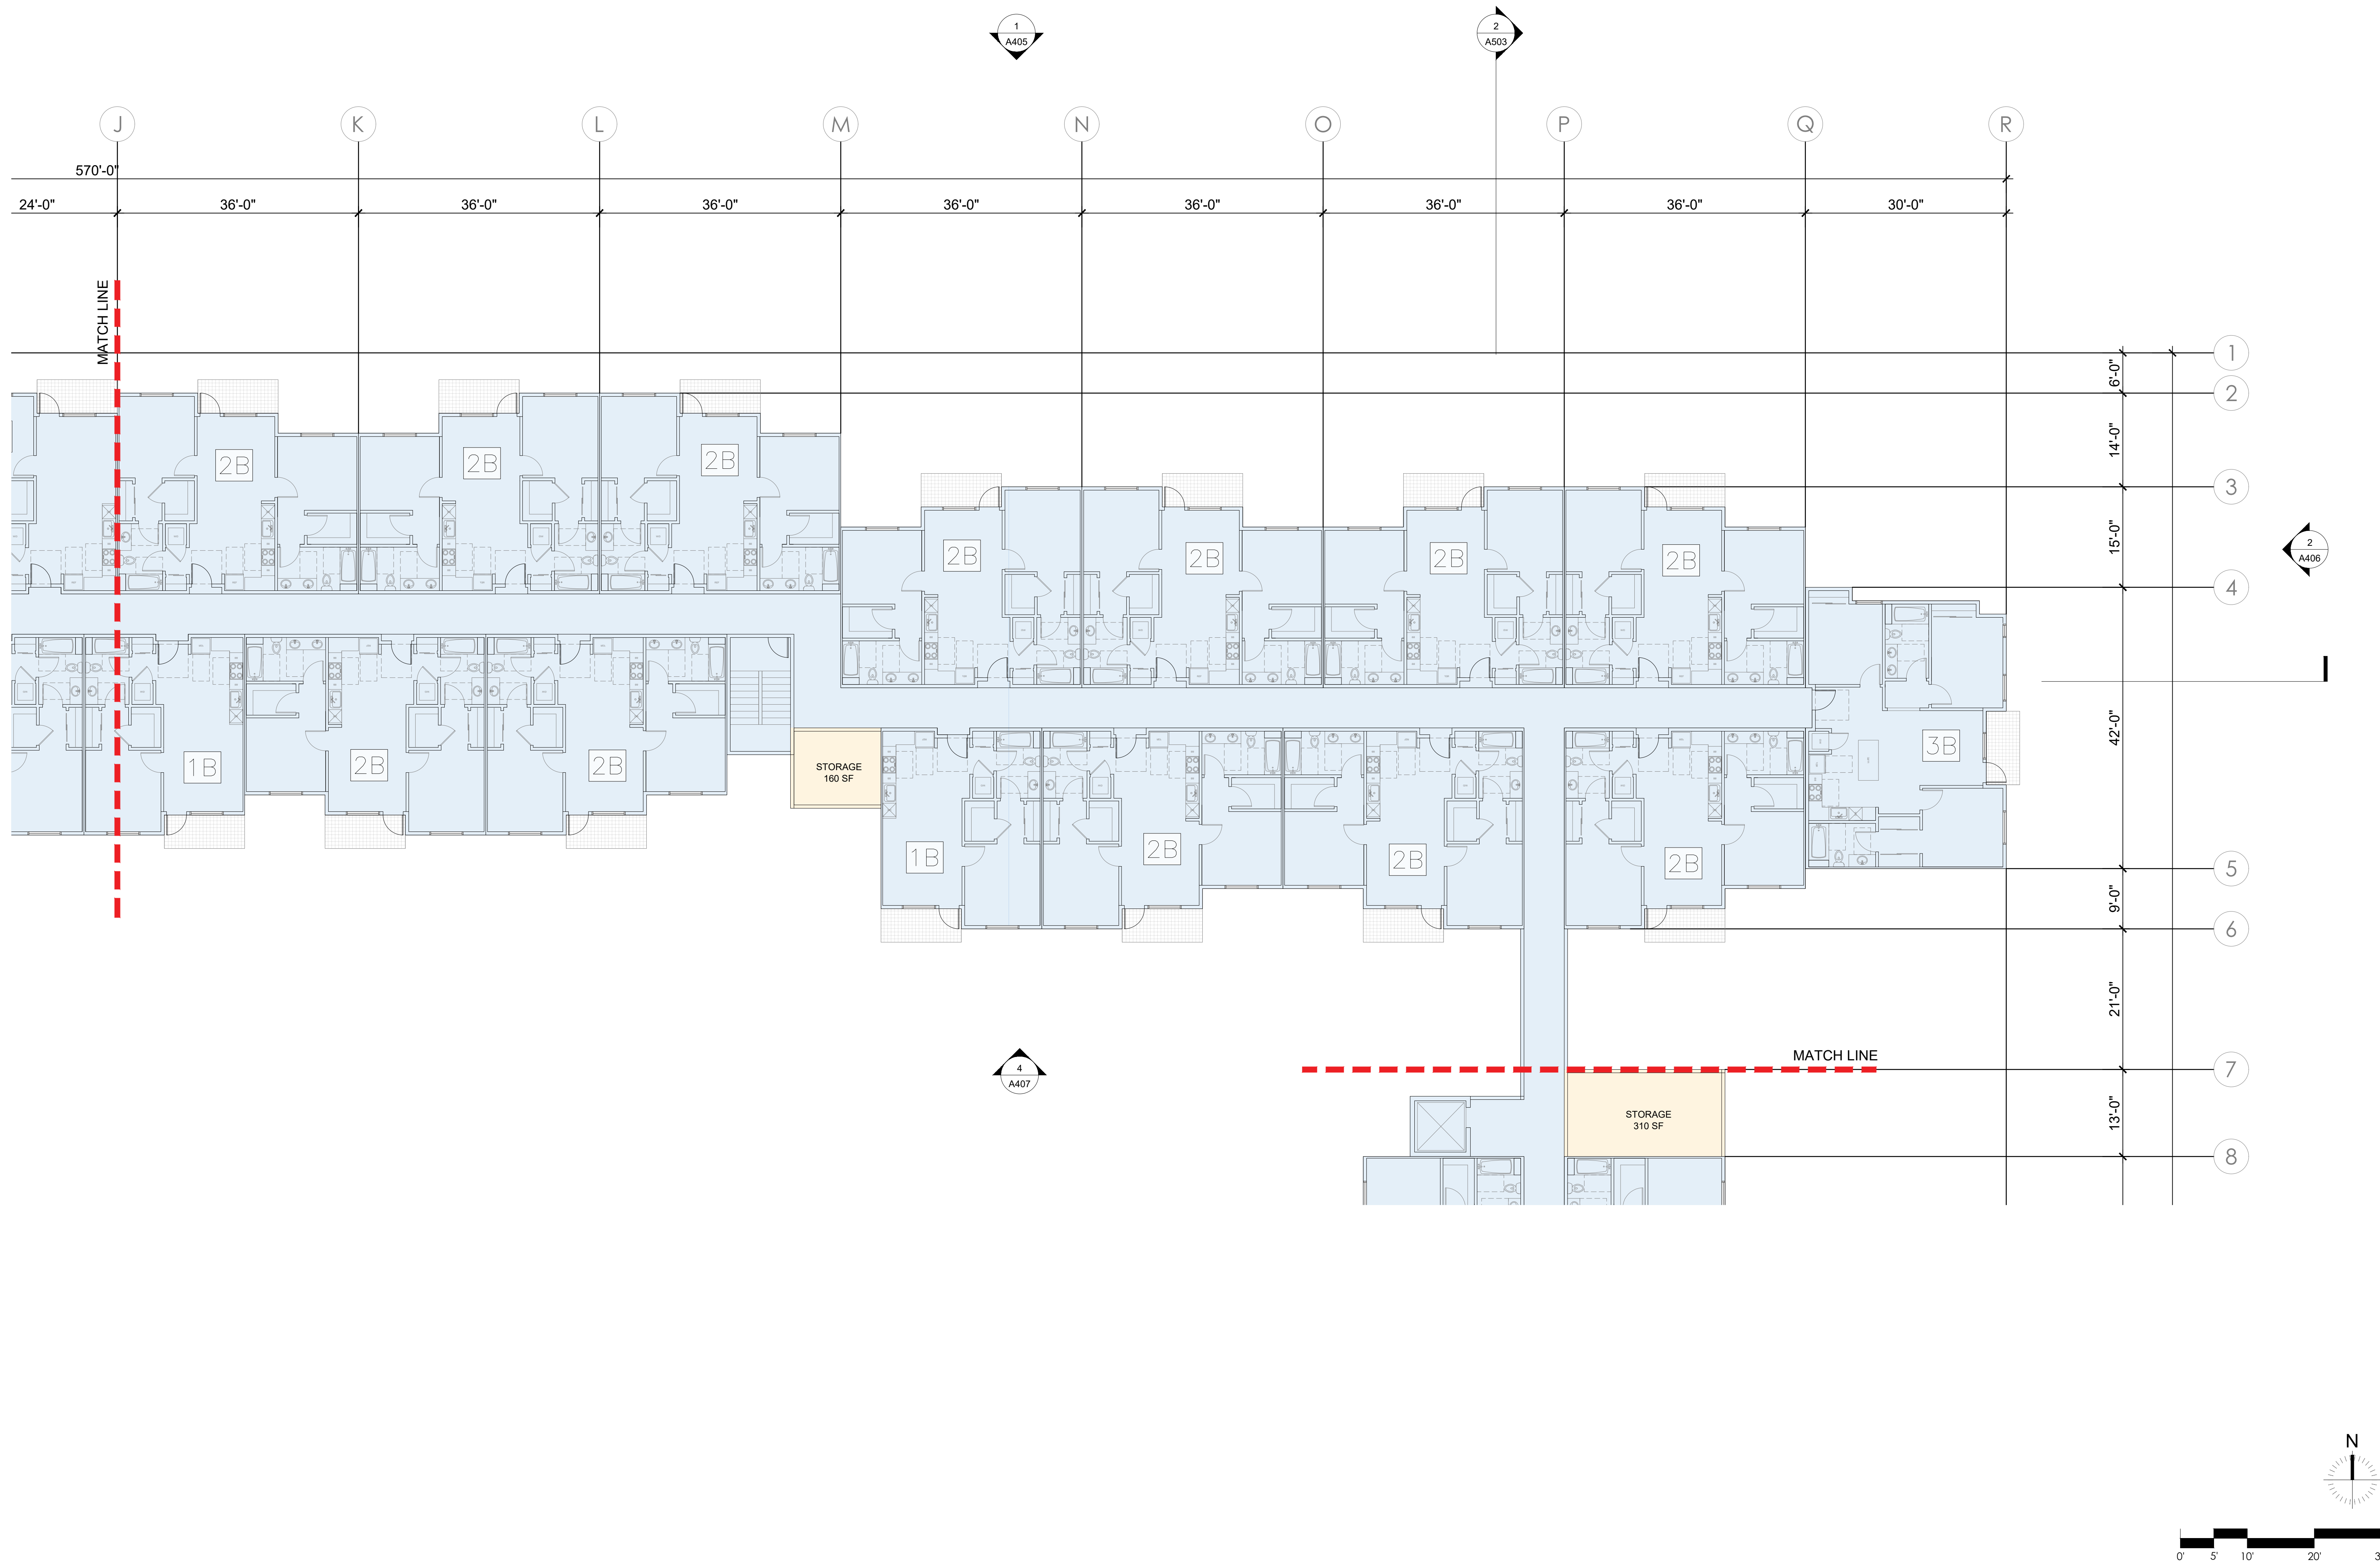 1
A405
2
A503
J
K
L
M
N
O
P
Q
R
570'-0"
24'-0"
36'-0"
36'-0"
36'-0"
36'-0"
36'-0"
36'-0"
36'-0"
30'-0"
MATCH LINE
1
6'-0"
2
14'-0"
3
15'-0"
4
42'-0"
5
9'-0"
6
21'-0"
7
13'-0"
8
2
A406
2B
2B
2B
2B
2B
2B
2B
1B
2B
2B
STORAGE
160 SF
1B
2B
2B
2B
3B
4
A407
MATCH LINE
STORAGE
310 SF
N
0'
5'
10'
20'